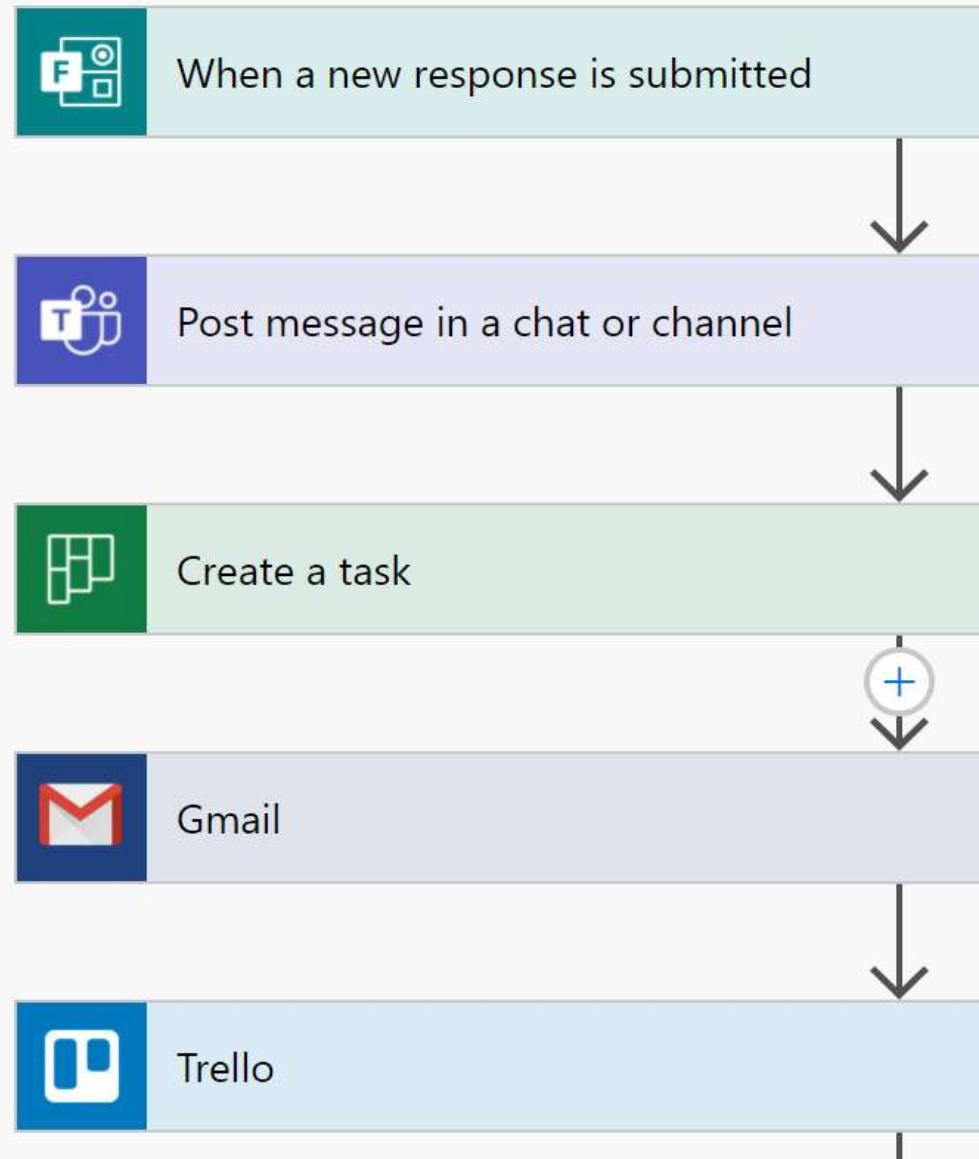 F
When a new response is submitted
T
Post message in a chat or channel
Create a task
Gmail
Trello